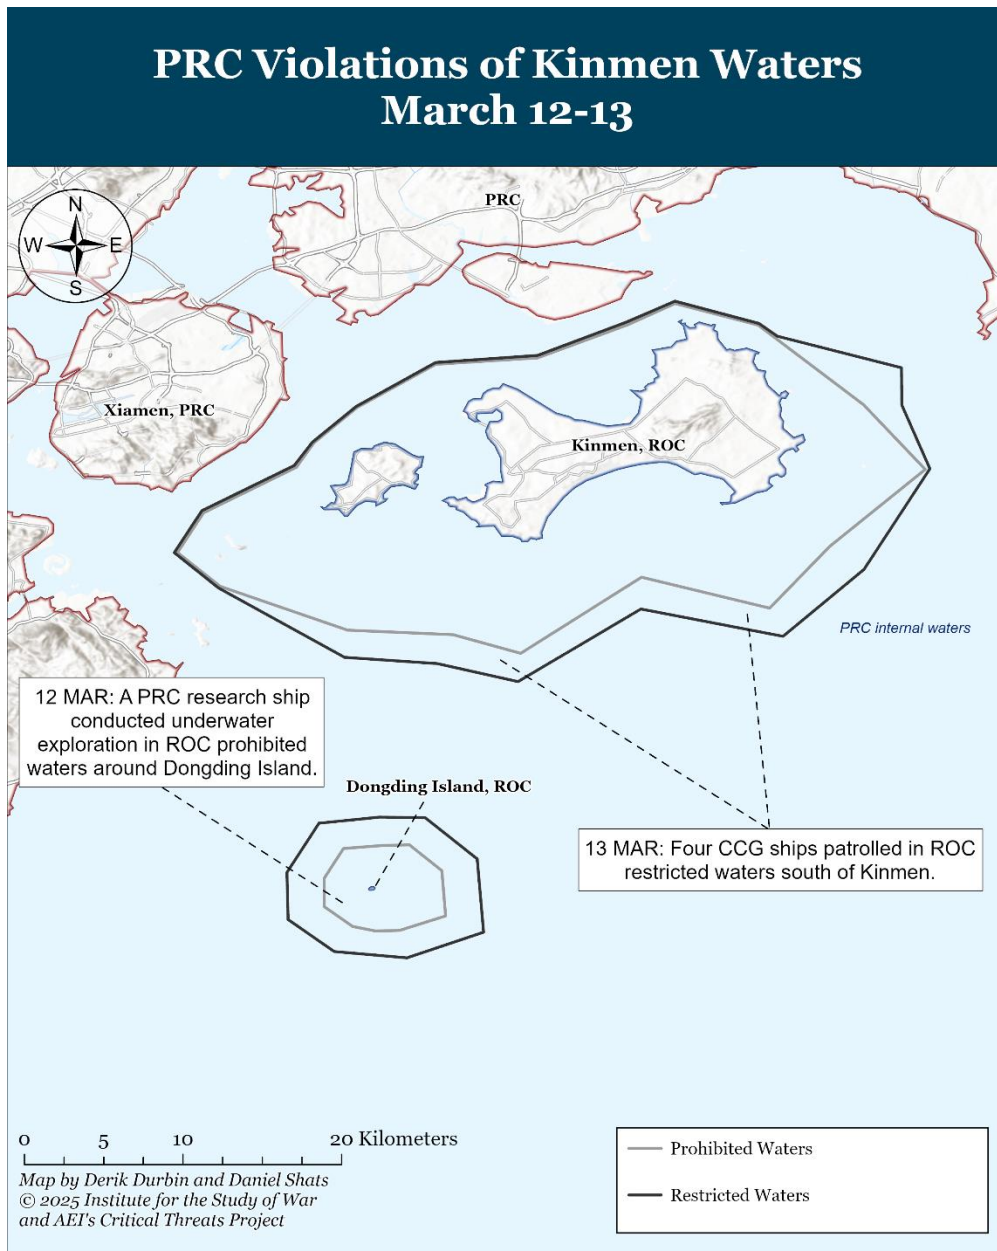 PRC Violations of Kinmen Waters
March 12-13
N
W
E
S
PRC
Xiamen, PRC
Kinmen, ROC
PRC internal waters
12 MAR: A PRC research ship
conducted underwater
exploration in ROC prohibited
waters around Dongding Island.
Dongding Island, ROC
13 MAR: Four CCG ships patrolled in ROC
restricted waters south of Kinmen.
0 5 10 20 Kilometers
Map by Derik Durbin and Daniel Shats
© 2025 Institute for the Study of War
and AEI's Critical Threats Project
Prohibited Waters
Restricted Waters